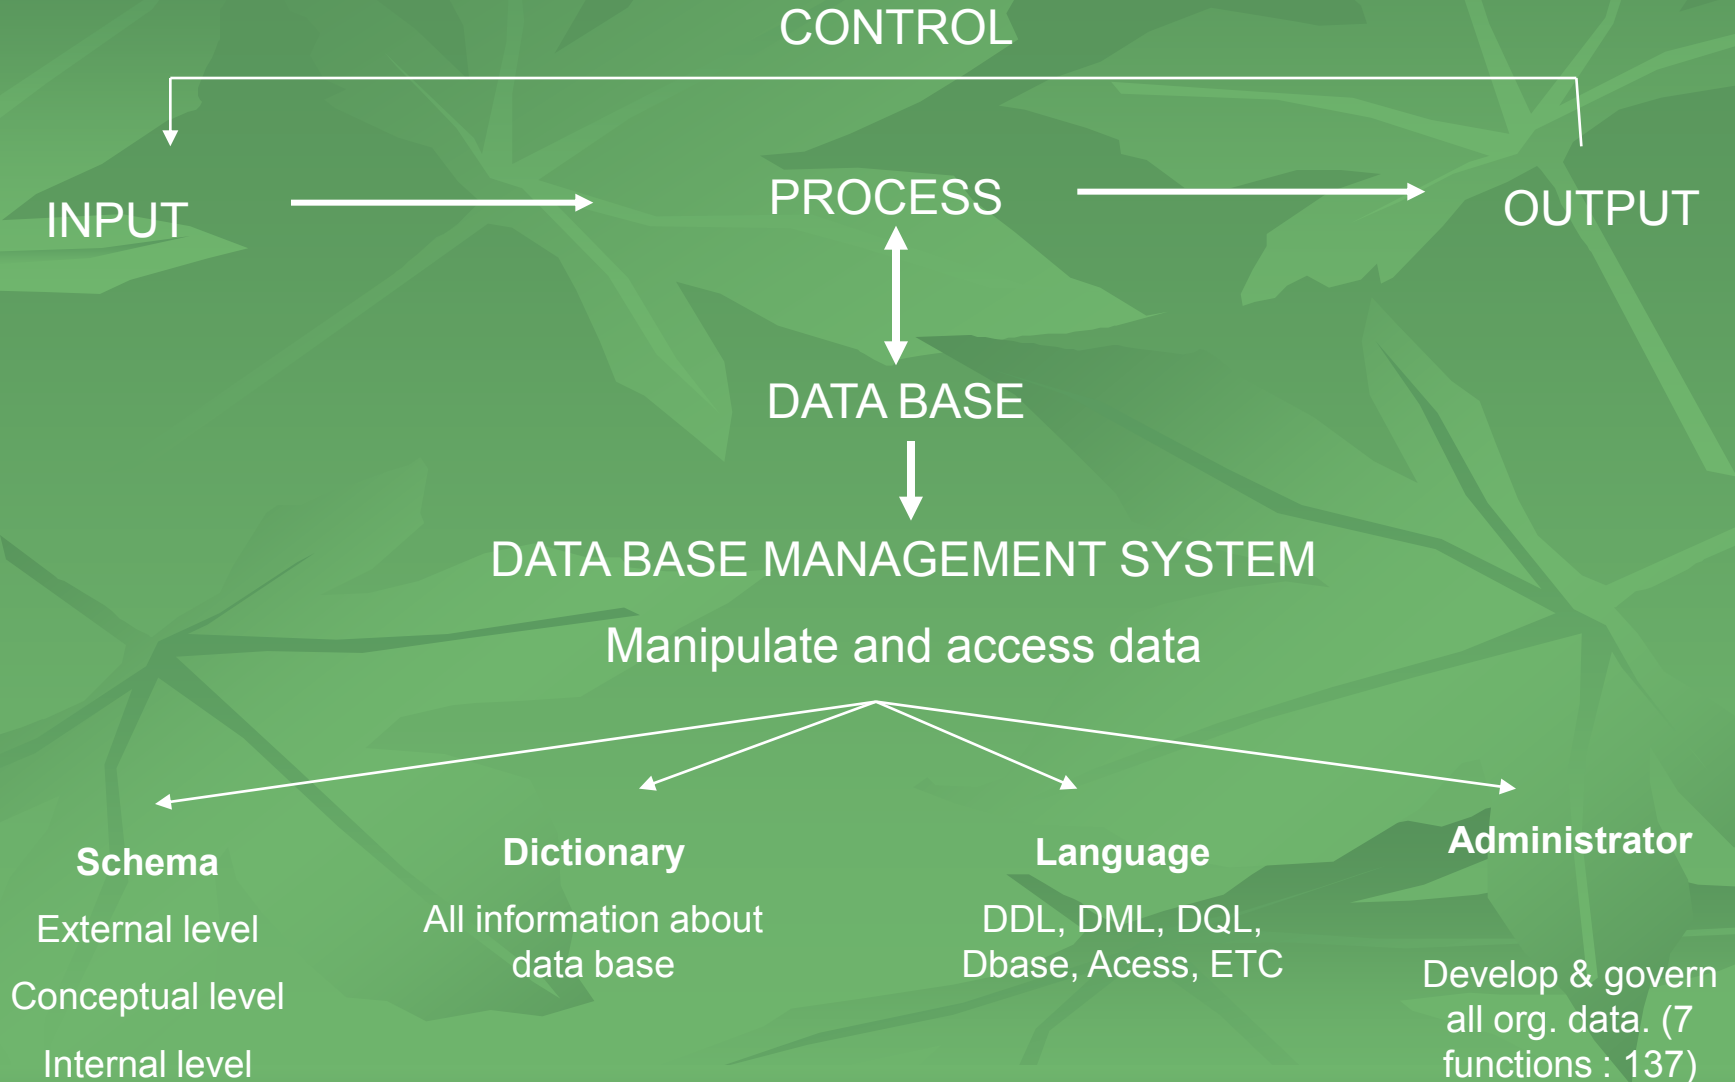 CONTROL
INPUT
PROCESS
OUTPUT
DATA BASE
DATA BASE MANAGEMENT SYSTEM
Manipulate and access data
Schema
External level
Conceptual level
Internal level
Dictionary
All information about
data base
Language
DDL, DML, DQL,
Dbase, Acess, ETC
Administrator
Develop & govern
all org. data. (7
functions : 137)